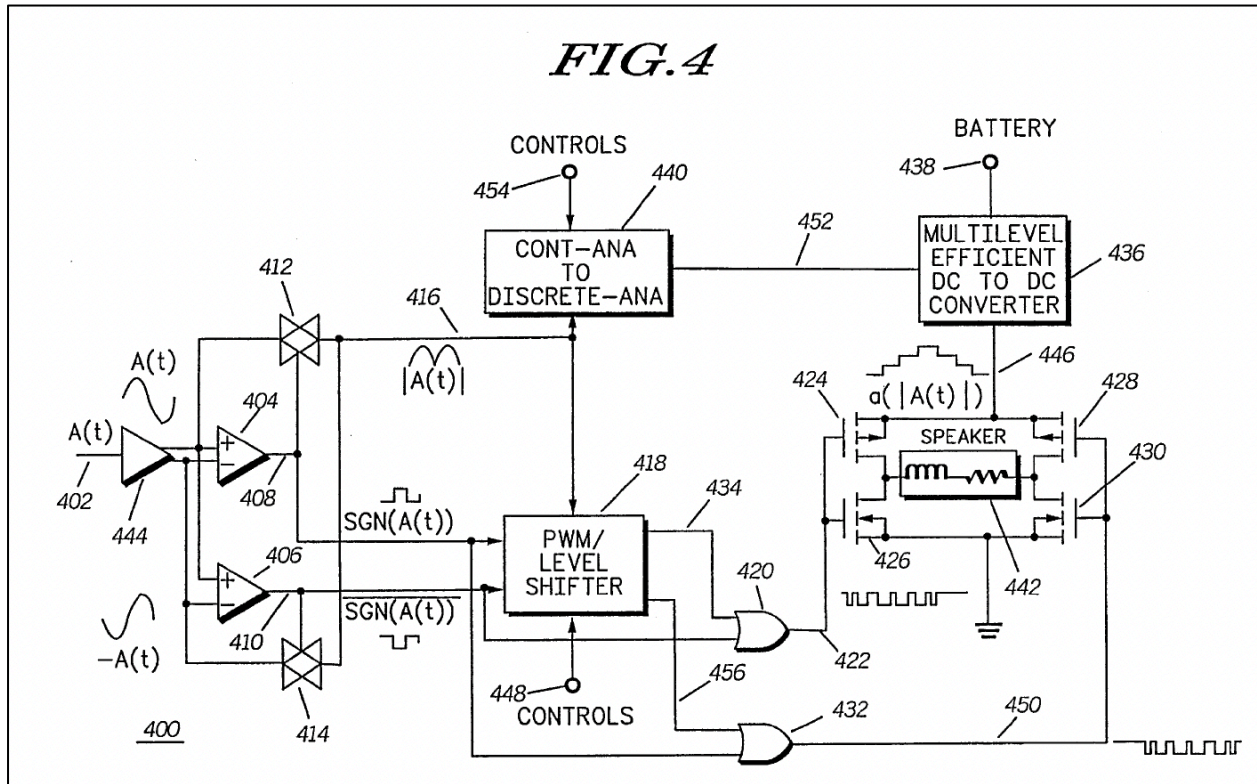 FIG.4
BATTERY
438
CONTROLS
454
440
CONT-ANA
TO
DISCRETE-ANA
452
MULTILEVEL
EFFICIENT
DC TO DC
CONVERTER
436
412
416
|A(t)|
446
a(|A(t)|)
424
428
A(t)
404
A(t)
402
444
+
−
408
SPEAKER
430
418
434
SGN(A(t))
PWM/
LEVEL
SHIFTER
426
442
406
+
−
420
410
SGN(A(t))
−A(t)
422
448
456
414
CONTROLS
432
450
400